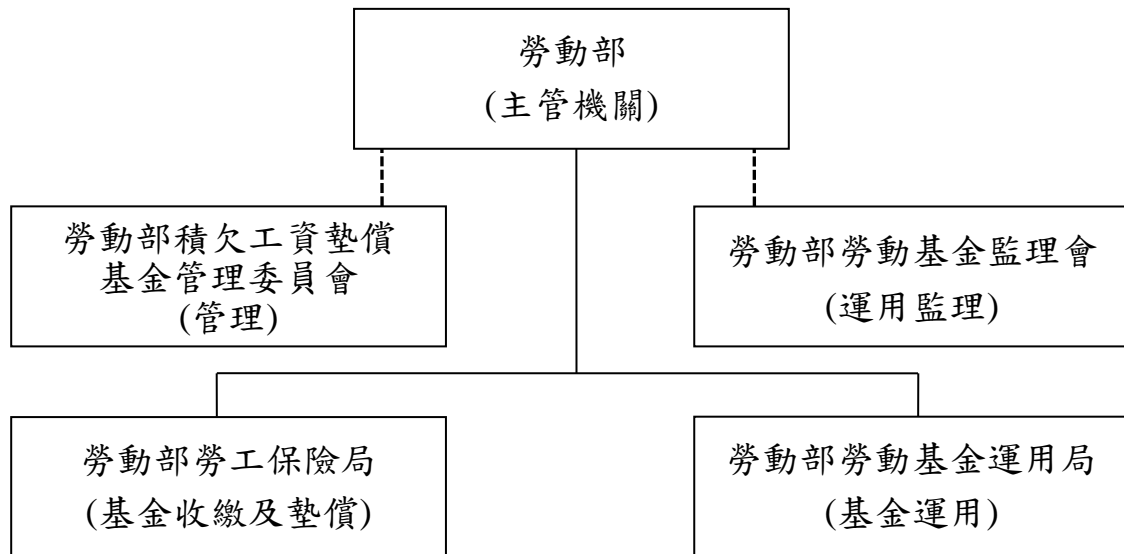 勞動部
(主管機關)
勞動部積欠工資墊償
基金管理委員會
(管理)
勞動部勞動基金監理會
(運用監理)
勞動部勞工保險局
(基金收繳及墊償)
勞動部勞動基金運用局
(基金運用)